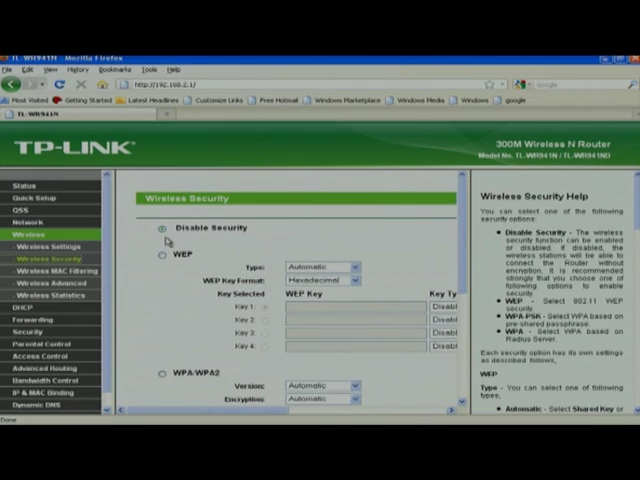 TL-WR941N - Mozilla Firefox
File Edit View History Bookmarks Tools Help
http://192.168.2.1/
Google
Most Visited Getting Started Latest Headlines Customize Links Free Hotmail Windows Marketplace Windows Media Windows google
TL-WR941N
TP-LINK
300M Wireless N Router
Model No. TL-WR941N / TL-WR941ND
Status
Quick Setup
QSS
Network
Wireless
- Wireless Settings
- Wireless Security
- Wireless MAC Filtering
- Wireless Advanced
- Wireless Statistics
DHCP
Forwarding
Security
Parental Control
Access Control
Advanced Routing
Bandwidth Control
IP & MAC Binding
Dynamic DNS
Wireless Security
Disable Security
WEP
Type: Automatic
WEP Key Format: Hexadecimal
Key Selected WEP Key Key Ty
Key 1: Disabl
Key 2: Disabl
Key 3: Disabl
Key 4: Disabl
WPA/WPA2
Version: Automatic
Encryption: Automatic
Wireless Security Help
You can select one of the following
security options:
• Disable Security - The wireless
security function can be enabled
or disabled. If disabled, the
wireless stations will be able to
connect the Router without
encryption. It is recommended
strongly that you choose one of
following options to enable
security.
• WEP - Select 802.11 WEP
security.
• WPA-PSK - Select WPA based on
pre-shared passphrase.
• WPA - Select WPA based on
Radius Server.
Each security option has its own settings
as described follows,
WEP
Type - You can select one of following
types,
• Automatic - Select Shared Key or
Done